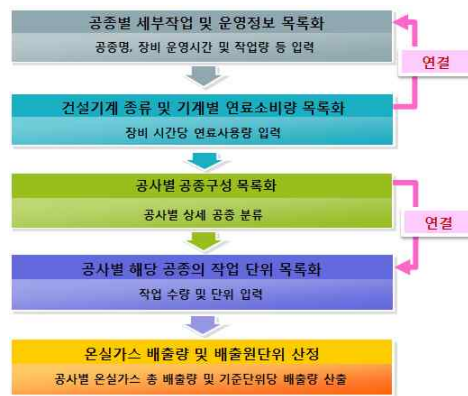 공종별 세부작업 및 운영정보 목록화
공종명, 장비 운영시간 및 작업량 등 입력
연결
건설기계 종류 및 기계별 연료소비량 목록화
장비 시간당 연료사용량 입력
공사별 공종구성 목록화
공사별 상세 공종 분류
연결
공사별 해당 공종의 작업 단위 목록화
작업 수량 및 단위 입력
온실가스 배출량 및 배출원단위 산정
공사별 온실가스 총 배출량 및 기준단위당 배출량 산출